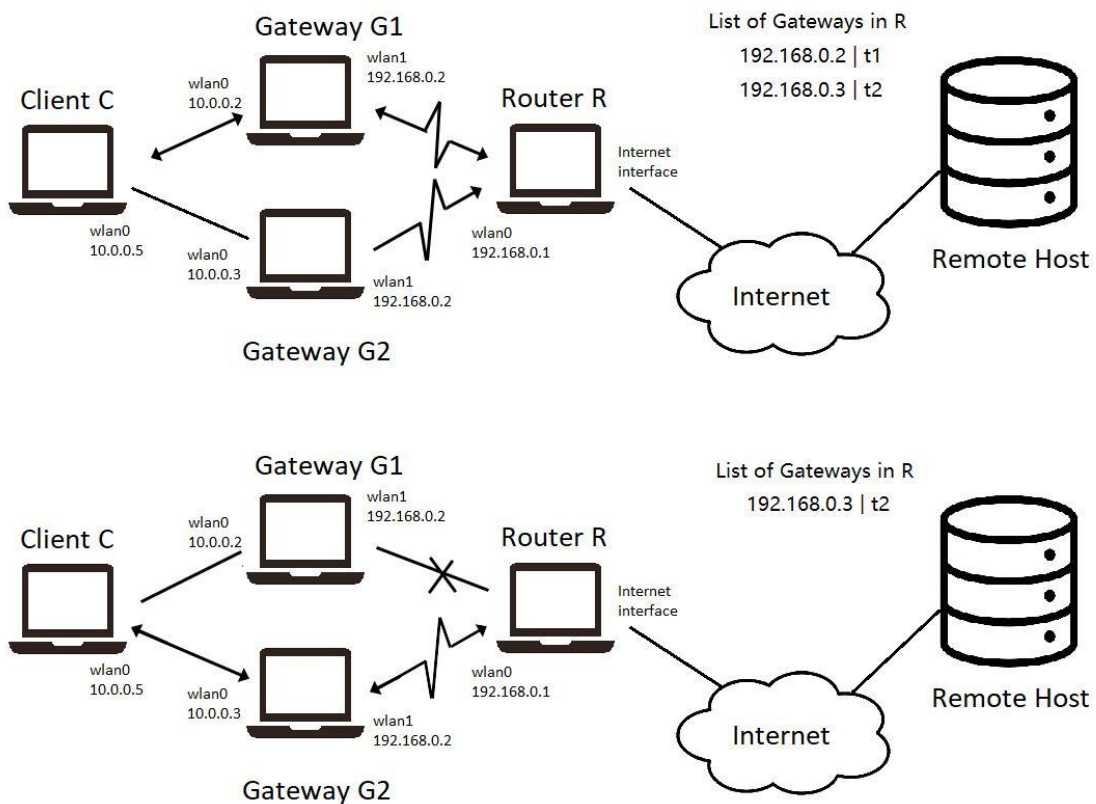 Gateway G1
wlan1
192.168.0.2
wlan0
10.0.0.2
Client C
Router R
List of Gateways in R
192.168.0.2 | t1
192.168.0.3 | t2
Internet
interface
wlan0
10.0.0.5
wlan0
10.0.0.3
wlan1
192.168.0.2
wlan0
192.168.0.1
Internet
Remote Host
Gateway G2
Gateway G1
wlan1
192.168.0.2
wlan0
10.0.0.2
Client C
Router R
List of Gateways in R
192.168.0.3 | t2
Internet
interface
wlan0
10.0.0.5
wlan0
10.0.0.3
wlan1
192.168.0.2
wlan0
192.168.0.1
Internet
Remote Host
Gateway G2